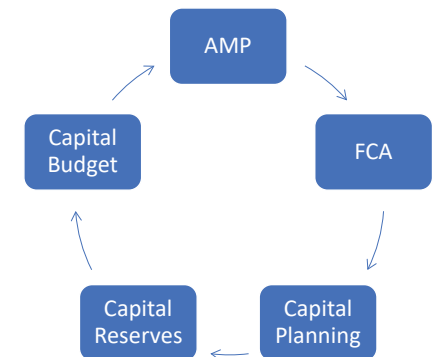 AMP
FCA
Capital
Planning
Capital
Reserves
Capital
Budget